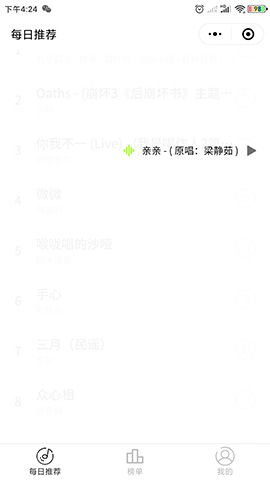 下午4:24
98
每日推荐
2
Oaths - (崩坏3《后崩坏书》主题…
3
你我不一 (Live)
亲亲 - ( 原唱：梁静茹 )
4
微微
5
喉咙唱的沙哑
6
手心
7
三月（民谣）
8
众心相
每日推荐
榜单
我的